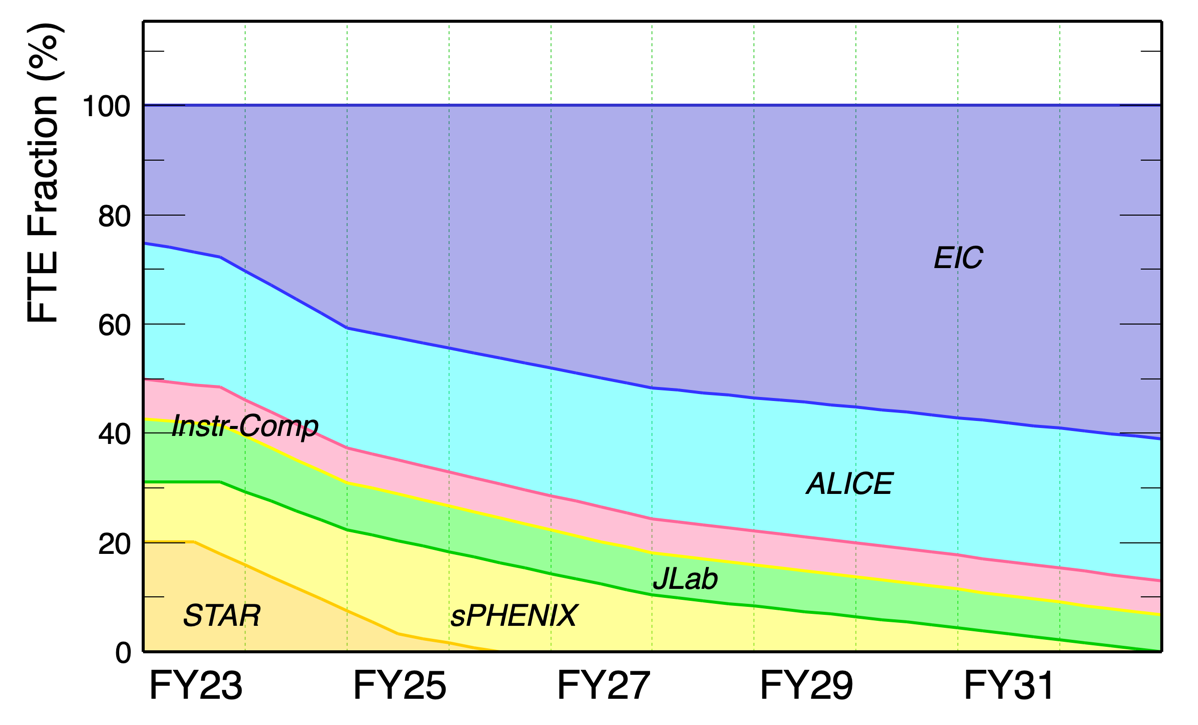 FTE Fraction (%)
100
80
60
40
20
0
EIC
Instr-Comp
ALICE
JLab
STAR
sPHENIX
FY23 FY25 FY27 FY29 FY31